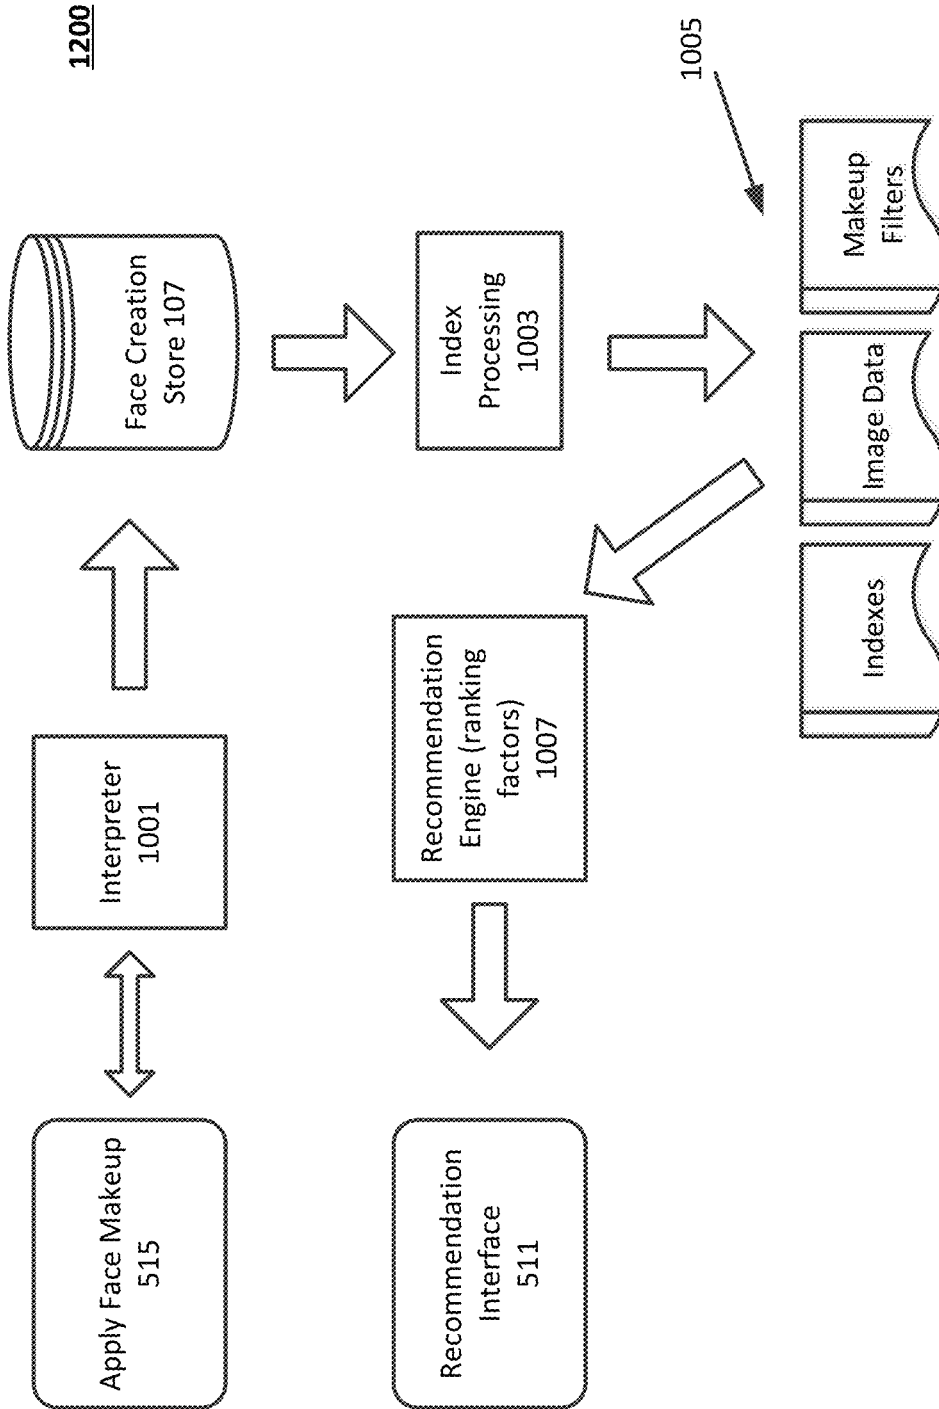 1200
Apply Face Makeup
515
Interpreter
1001
Face Creation
Store 107
Recommendation
Interface
511
Recommendation
Engine (ranking
factors)
1007
Index
Processing
1003
1005
Indexes
Image Data
Makeup
Filters